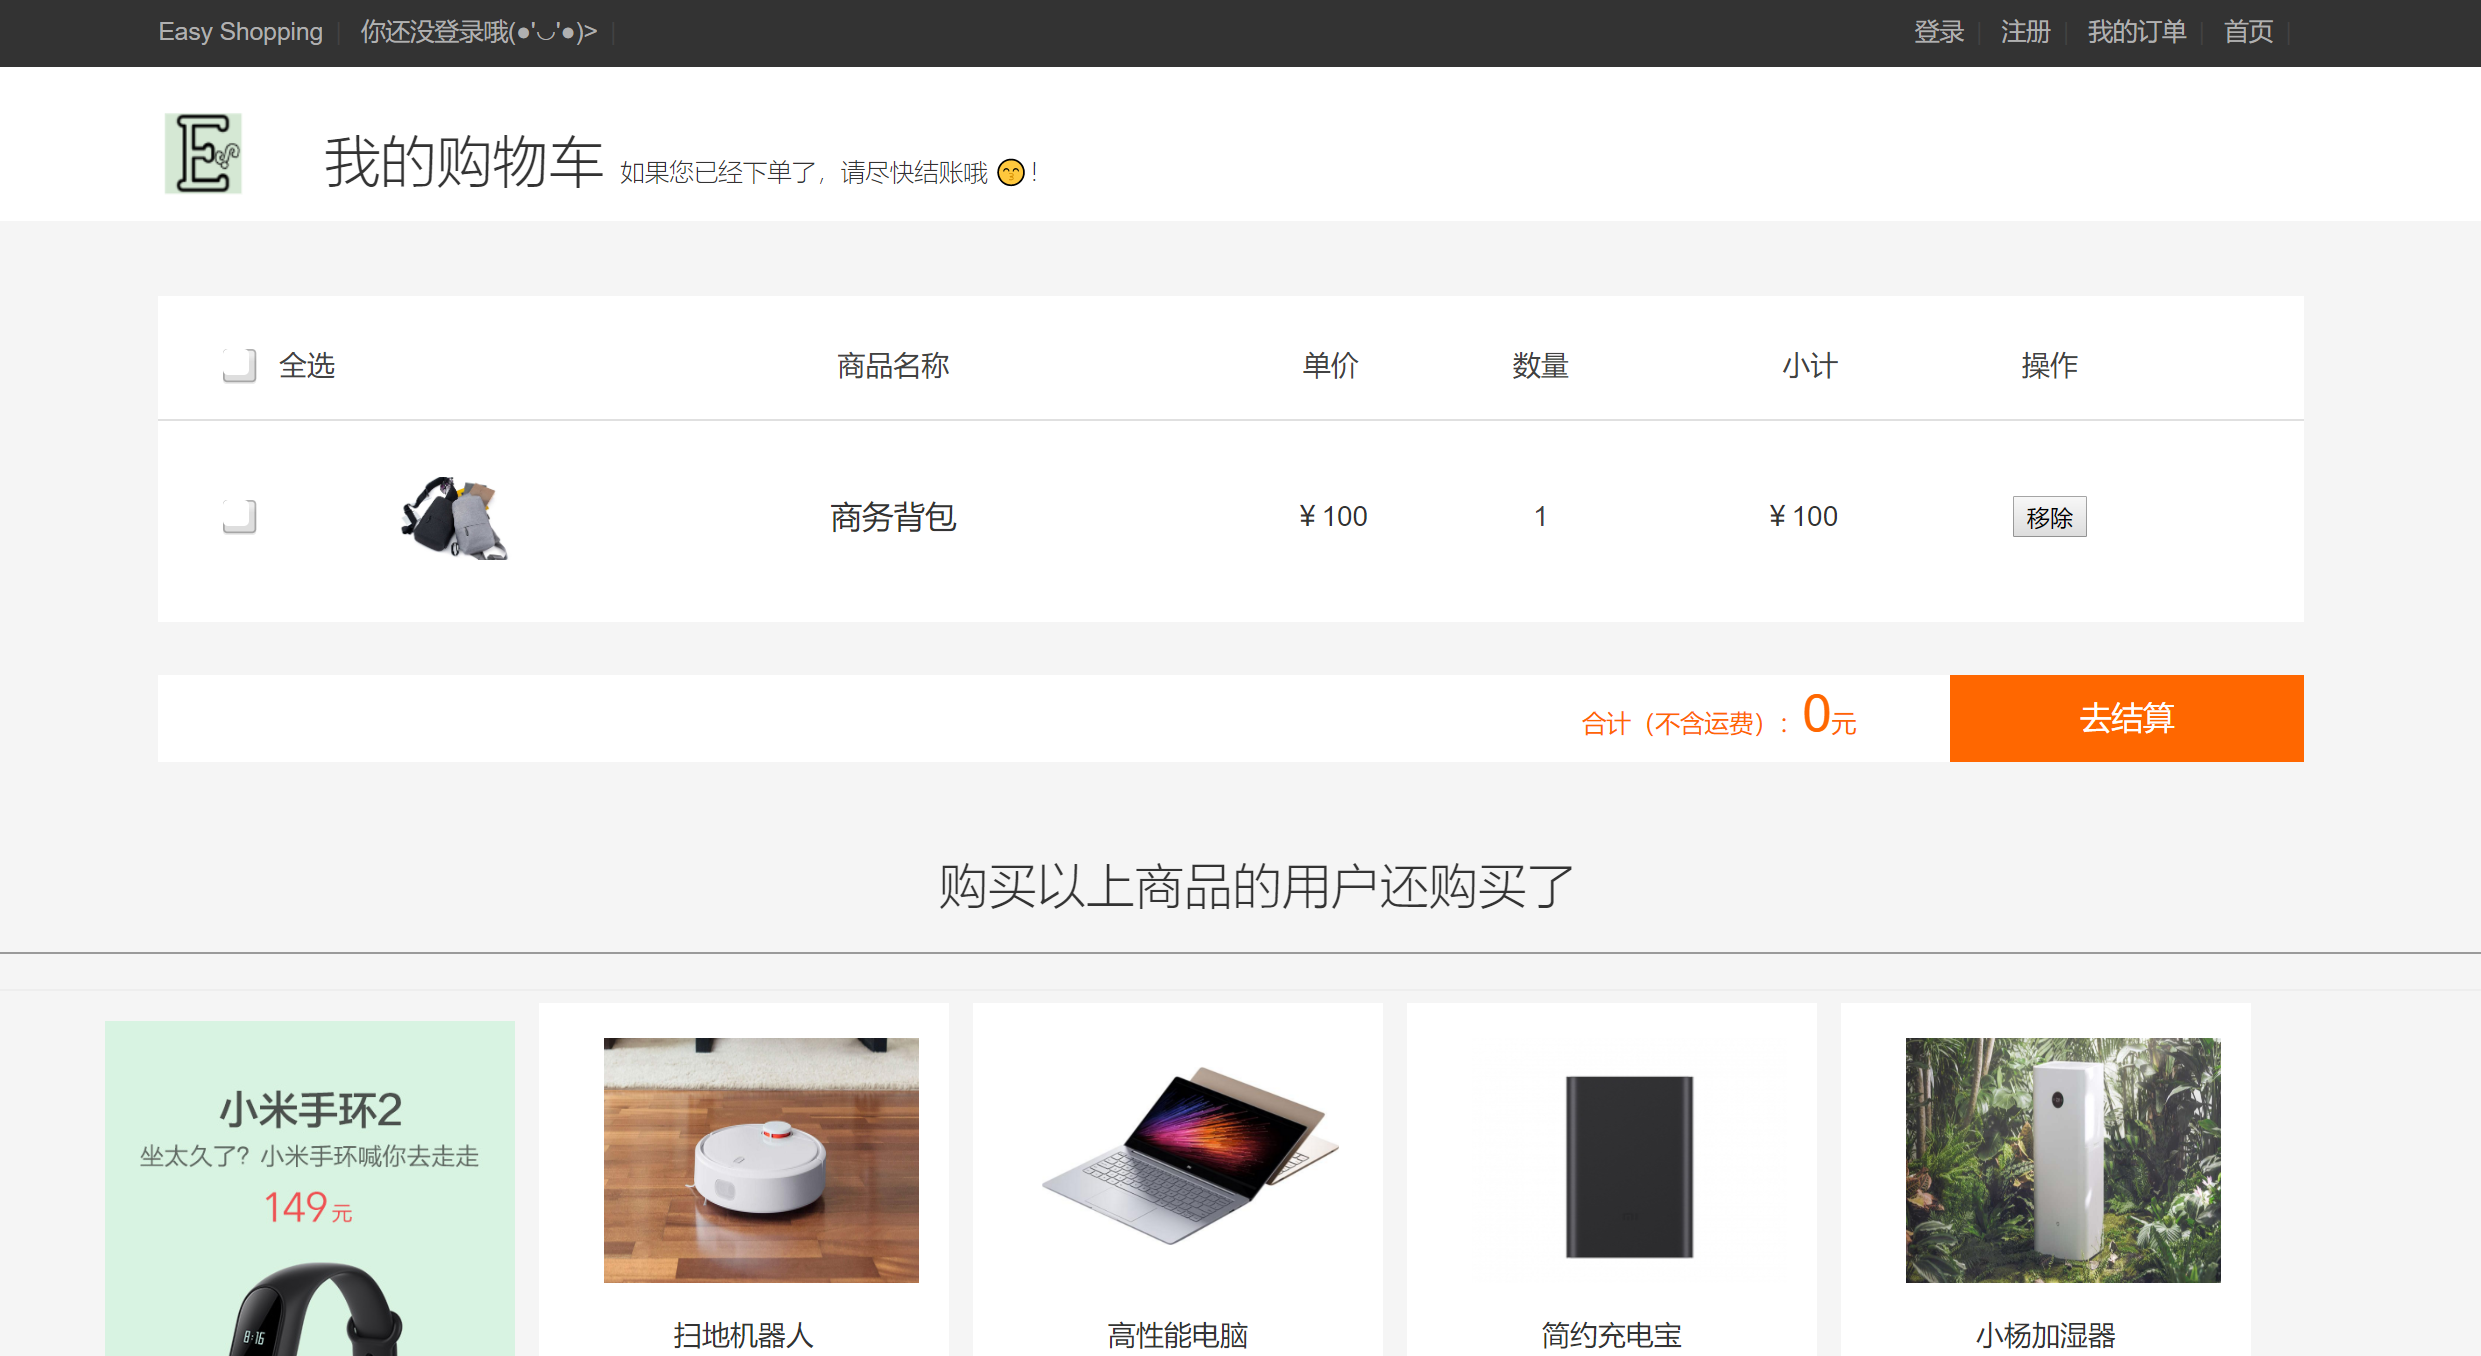 Easy Shopping 你还没登录哦(●'◡'●)> 登录 注册 我的订单 首页
E
我的购物车 如果您已经下单了，请尽快结账哦 😙！
全选 商品名称 单价 数量 小计 操作
商务背包 ¥ 100 1 ¥ 100 移除
合计（不含运费）：0元 去结算
购买以上商品的用户还购买了
小米手环2
坐太久了？小米手环喊你去走走
149元
8:16
扫地机器人 高性能电脑 简约充电宝 小杨加湿器